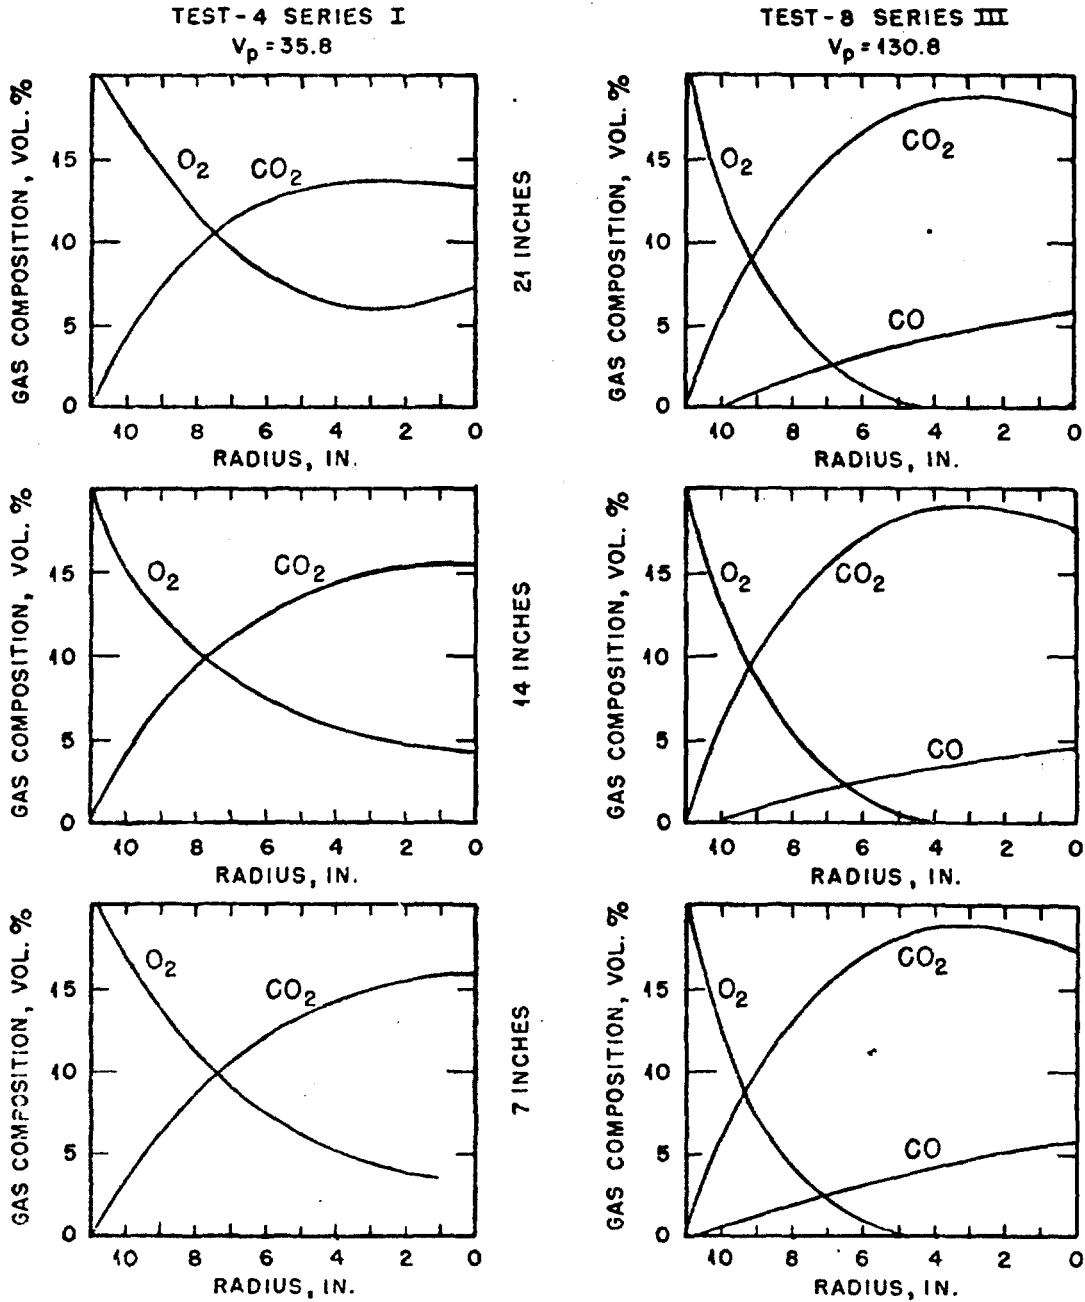 TEST-4 SERIES I
Vp = 35.8
TEST-8 SERIES III
Vp = 130.8
GAS COMPOSITION, VOL. %
15
10
5
0
O2
CO2
10 8 6 4 2 0
RADIUS, IN.
21 INCHES
GAS COMPOSITION, VOL. %
15
10
5
0
O2
CO2
CO
10 8 6 4 2 0
RADIUS, IN.
GAS COMPOSITION, VOL. %
15
10
5
0
O2
CO2
10 8 6 4 2 0
RADIUS, IN.
14 INCHES
GAS COMPOSITION, VOL. %
15
10
5
0
O2
CO2
CO
10 8 6 4 2 0
RADIUS, IN.
GAS COMPOSITION, VOL. %
15
10
5
0
O2
CO2
10 8 6 4 2 0
RADIUS, IN.
7 INCHES
GAS COMPOSITION, VOL. %
15
10
5
0
O2
CO2
CO
10 8 6 4 2 0
RADIUS, IN.